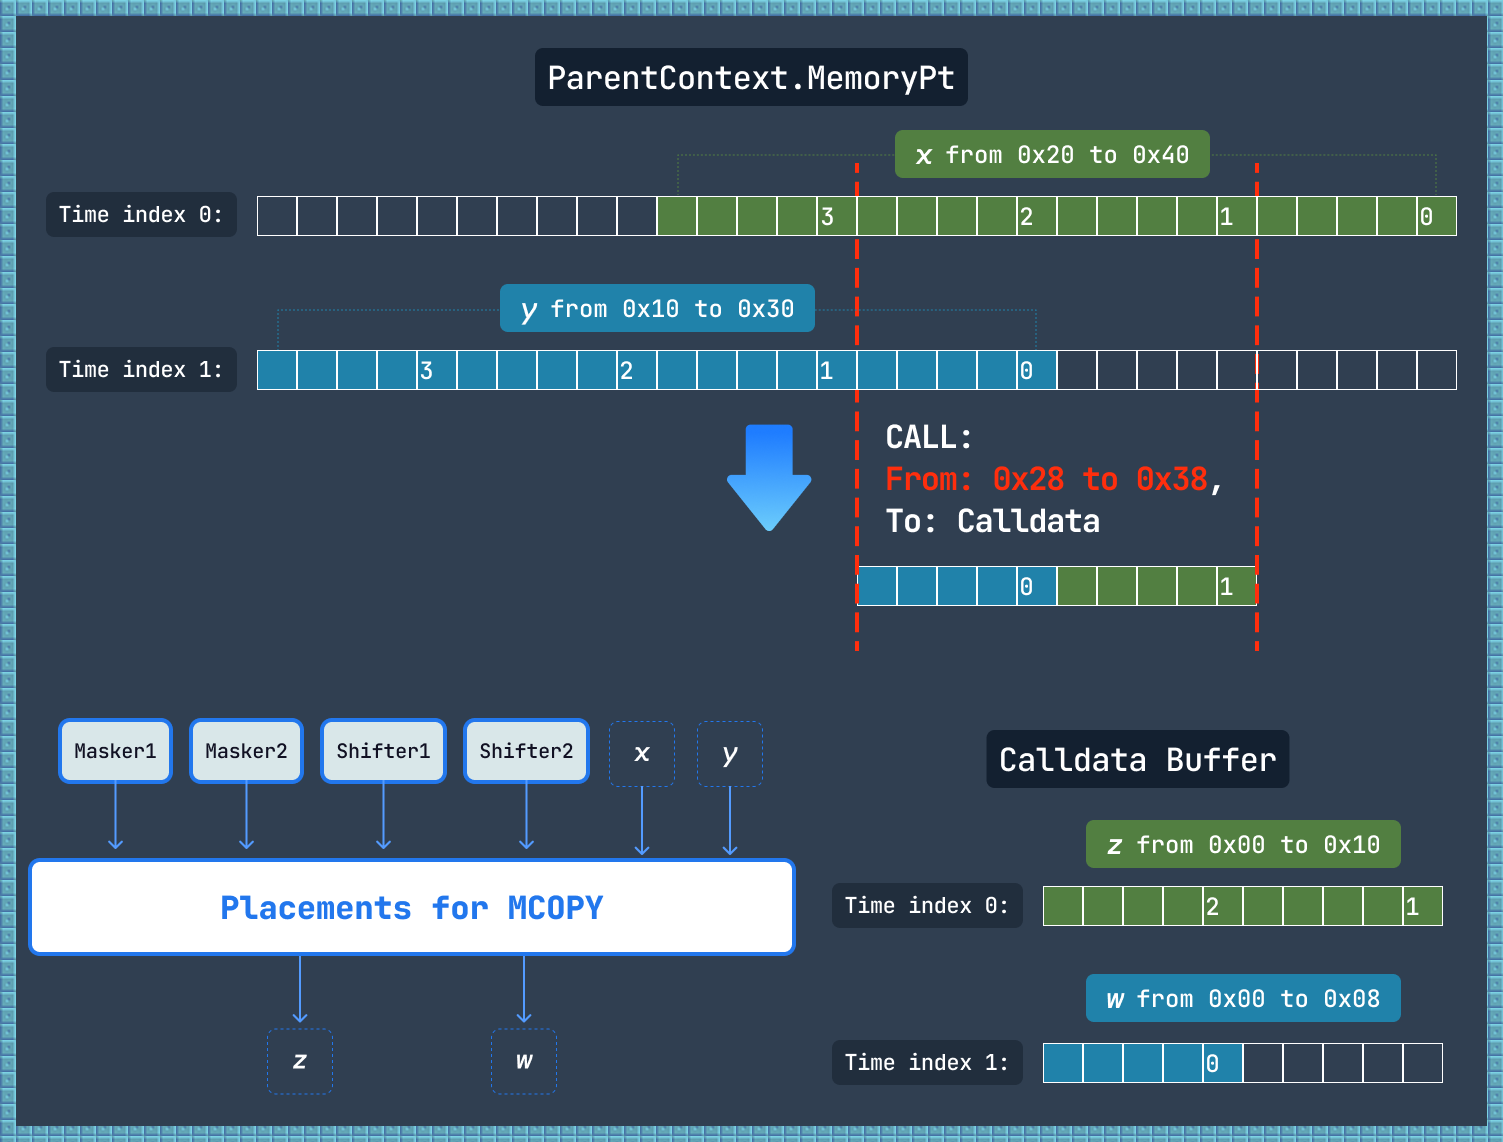 ParentContext.MemoryPt
x from 0x20 to 0x40
Time index 0:
3 2 1 0
y from 0x10 to 0x30
Time index 1:
3 2 1 0
CALL:
From: 0x28 to 0x38,
To: Calldata
0 1
Masker1 Masker2 Shifter1 Shifter2 x y
Placements for MCOPY
z w
Calldata Buffer
z from 0x00 to 0x10
Time index 0:
2 1
w from 0x00 to 0x08
Time index 1:
0